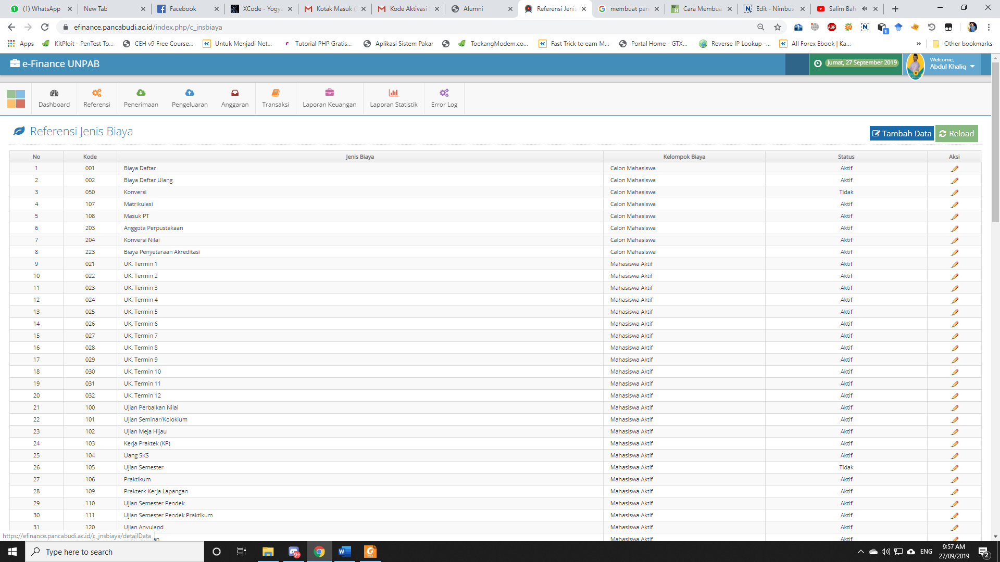 (1) WhatsApp
New Tab
Facebook
XCode - Yogya
Kotak Masuk (
Kode Aktivasi
Alumni
Referensi Jenis
membuat pan
Cara Membua
Edit - Nimbus
Salim Bah
efinance.pancabudi.ac.id/index.php/c_jnsbiaya
Apps
KitPloit - PenTest To...
CEH v9 Free Course...
Untuk Menjadi Net...
Tutorial PHP Gratis...
Aplikasi Sistem Pakar
ToekangModem.co...
Fast Trick to earn M...
Portal Home - GTX...
Reverse IP Lookup -...
All Forex Ebook | Ka...
»
Other bookmarks
e-Finance UNPAB
Jumat, 27 September 2019
Welcome,
Abdul Khaliq
Dashboard
Referensi
Penerimaan
Pengeluaran
Anggaran
Transaksi
Laporan Keuangan
Laporan Statistik
Error Log
Referensi Jenis Biaya
Tambah Data
Reload
No Kode Jenis Biaya Kelompok Biaya Status Aksi
1 001 Biaya Daftar Calon Mahasiswa Aktif
2 002 Biaya Daftar Ulang Calon Mahasiswa Aktif
3 050 Konversi Calon Mahasiswa Tidak
4 107 Matrikulasi Calon Mahasiswa Aktif
5 108 Masuk PT Calon Mahasiswa Aktif
6 203 Anggota Perpustakaan Calon Mahasiswa Aktif
7 204 Konversi Nilai Calon Mahasiswa Aktif
8 223 Biaya Penyetaraan Akreditasi Calon Mahasiswa Aktif
9 021 UK. Termin 1 Mahasiswa Aktif Aktif
10 022 UK. Termin 2 Mahasiswa Aktif Aktif
11 023 UK. Termin 3 Mahasiswa Aktif Aktif
12 024 UK. Termin 4 Mahasiswa Aktif Aktif
13 025 UK. Termin 5 Mahasiswa Aktif Aktif
14 026 UK. Termin 6 Mahasiswa Aktif Aktif
15 027 UK. Termin 7 Mahasiswa Aktif Aktif
16 028 UK. Termin 8 Mahasiswa Aktif Aktif
17 029 UK. Termin 9 Mahasiswa Aktif Aktif
18 030 UK. Termin 10 Mahasiswa Aktif Aktif
19 031 UK. Termin 11 Mahasiswa Aktif Aktif
20 032 UK. Termin 12 Mahasiswa Aktif Aktif
21 100 Ujian Perbaikan Nilai Mahasiswa Aktif Aktif
22 101 Ujian Seminar/Kolokium Mahasiswa Aktif Aktif
23 102 Ujian Meja Hijau Mahasiswa Aktif Aktif
24 103 Kerja Praktek (KP) Mahasiswa Aktif Aktif
25 104 Uang SKS Mahasiswa Aktif Aktif
26 105 Ujian Semester Mahasiswa Aktif Tidak
27 106 Praktikum Mahasiswa Aktif Aktif
28 109 Prakterk Kerja Lapangan Mahasiswa Aktif Aktif
29 110 Ujian Semester Pendek Mahasiswa Aktif Aktif
30 111 Ujian Semester Pendek Praktikum Mahasiswa Aktif Aktif
31 120 Ujian Anvuland Mahasiswa Aktif Aktif
Mahasiswa Aktif Aktif
https://efinance.pancabudi.ac.id/c_jnsbiaya/detailData
Type here to search
9+
ENG
9:57 AM
27/09/2019
2